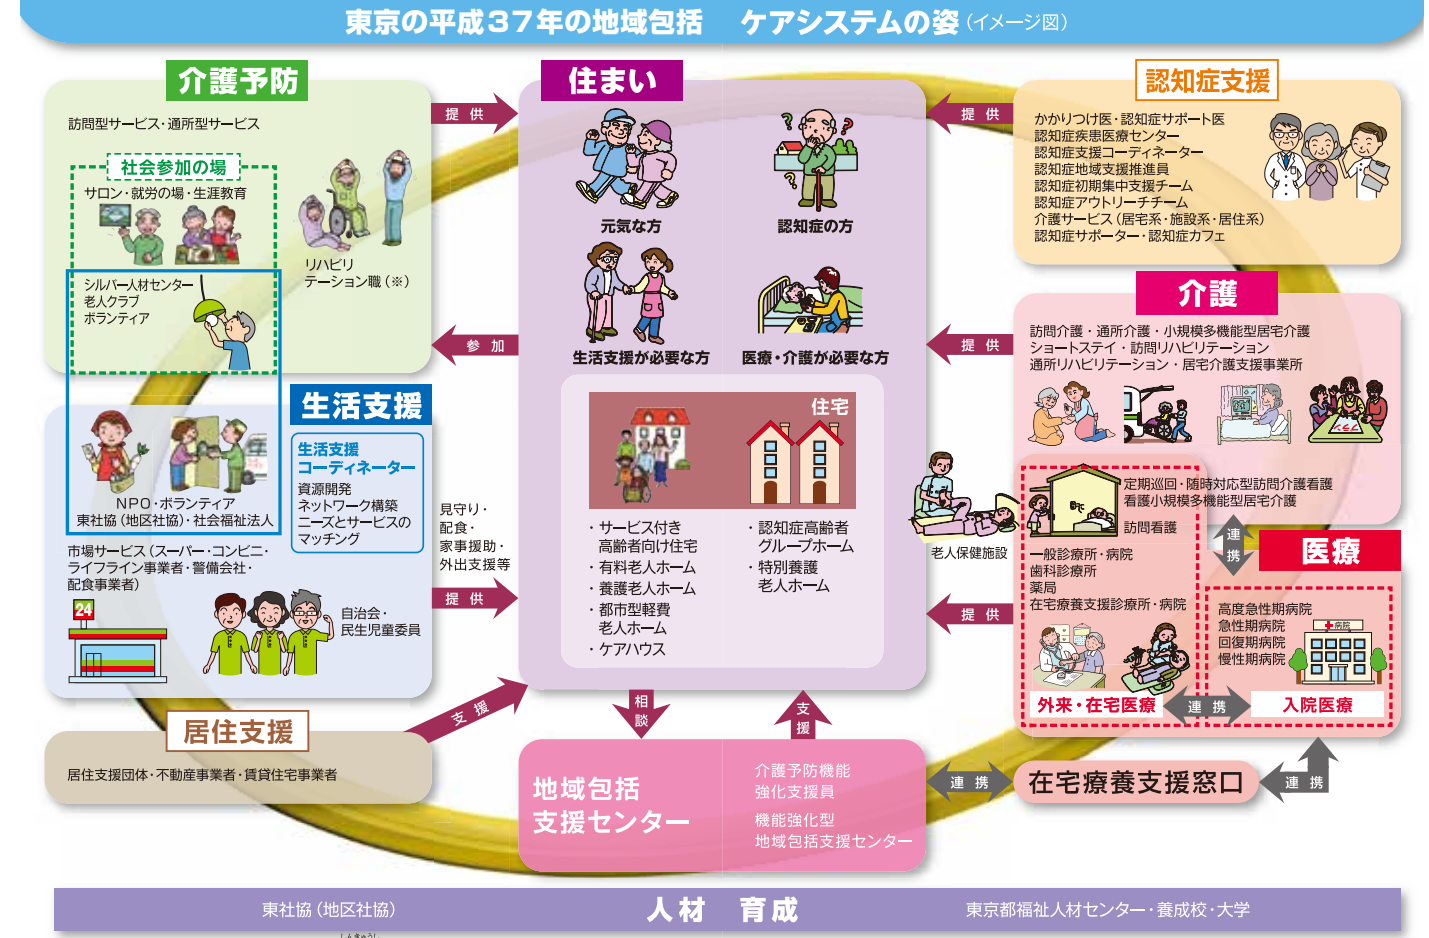 東京の平成37年の地域包括 ケアシステムの姿（イメージ図）
介護予防
訪問型サービス・通所型サービス
社会参加の場
サロン・就労の場・生涯教育
シルバー人材センター
老人クラブ
ボランティア
リハビリ
テーション職（※）
提供
参加
生活支援
生活支援
コーディネーター
資源開発
ネットワーク構築
ニーズとサービスの
マッチング
NPO・ボランティア
東社協（地区社協）・社会福祉法人
市場サービス（スーパー・コンビニ・
ライフライン事業者・警備会社・
配食事業者）
24
自治会・
民生児童委員
見守り・
配食・
家事援助・
外出支援等
提供
居住支援
居住支援団体・不動産事業者・賃貸住宅事業者
支援
住まい
元気な方
認知症の方
生活支援が必要な方
医療・介護が必要な方
住宅
・サービス付き
高齢者向け住宅
・有料老人ホーム
・養護老人ホーム
・都市型軽費
老人ホーム
・ケアハウス
・認知症高齢者
グループホーム
・特別養護
老人ホーム
相談
支援
地域包括
支援センター
介護予防機能
強化支援員
機能強化型
地域包括支援センター
提供
認知症支援
かかりつけ医・認知症サポート医
認知症疾患医療センター
認知症支援コーディネーター
認知症地域支援推進員
認知症初期集中支援チーム
認知症アウトリーチチーム
介護サービス（居宅系・施設系・居住系）
認知症サポーター・認知症カフェ
提供
介護
訪問介護・通所介護・小規模多機能型居宅介護
ショートステイ・訪問リハビリテーション
通所リハビリテーション・居宅介護支援事業所
プラン
老人保健施設
定期巡回・随時対応型訪問介護看護
看護小規模多機能型居宅介護
訪問看護
連携
医療
提供
一般診療所・病院
歯科診療所
薬局
在宅療養支援診療所・病院
外来・在宅医療
連携
高度急性期病院
急性期病院
回復期病院
慢性期病院
病院
入院医療
連携
在宅療養支援窓口
連携
東社協（地区社協）
人材 育成
東京都福祉人材センター・養成校・大学
しんきゅうし